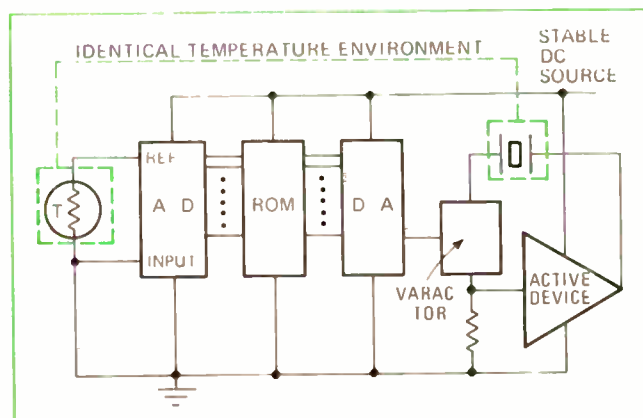 IDENTICAL TEMPERATURE ENVIRONMENT
STABLE
DC
SOURCE
REF
T
A D
ROM
D A
INPUT
VARAC
TOR
ACTIVE
DEVICE